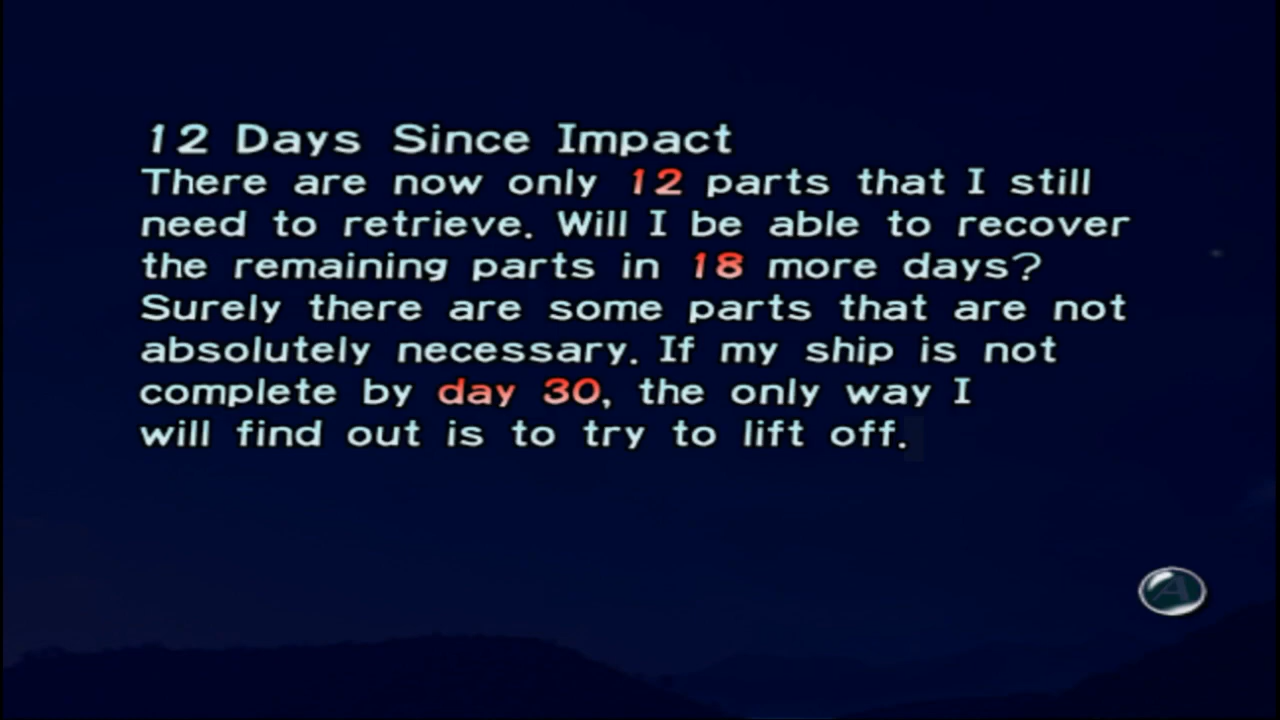 12 Days Since Impact
There are now only 12 parts that I still
need to retrieve. Will I be able to recover
the remaining parts in 18 more days?
Surely there are some parts that are not
absolutely necessary. If my ship is not
complete by day 30, the only way I
will find out is to try to lift off.
A